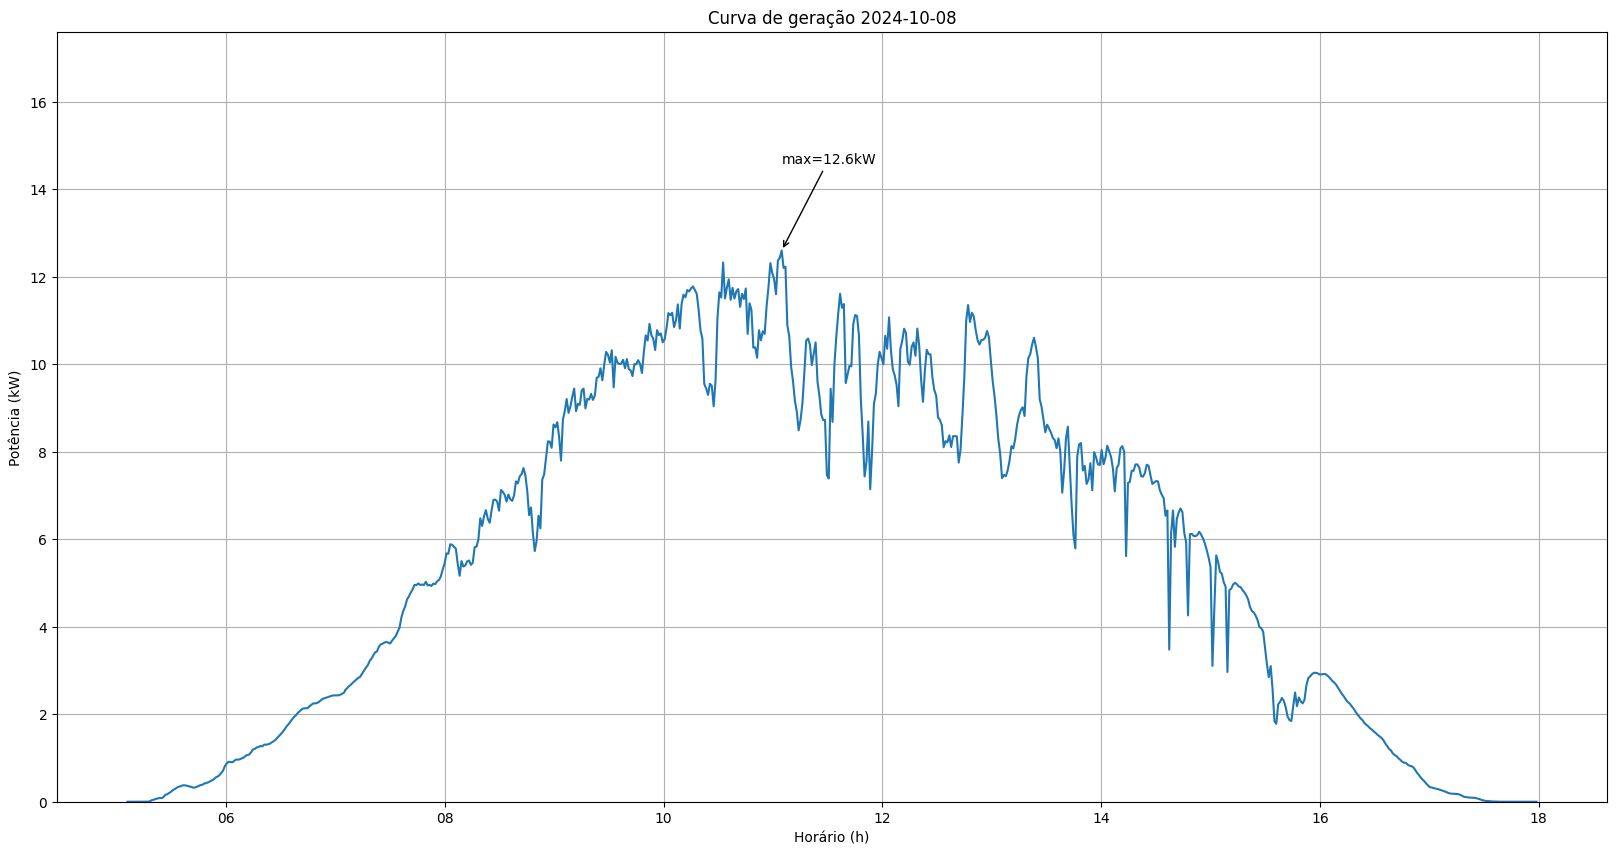 Curva de geração 2024-10-08
16
14
12
10
8
6
4
2
0
Potência (kW)
max=12.6kW
06 08 10 12 14 16 18
Horário (h)